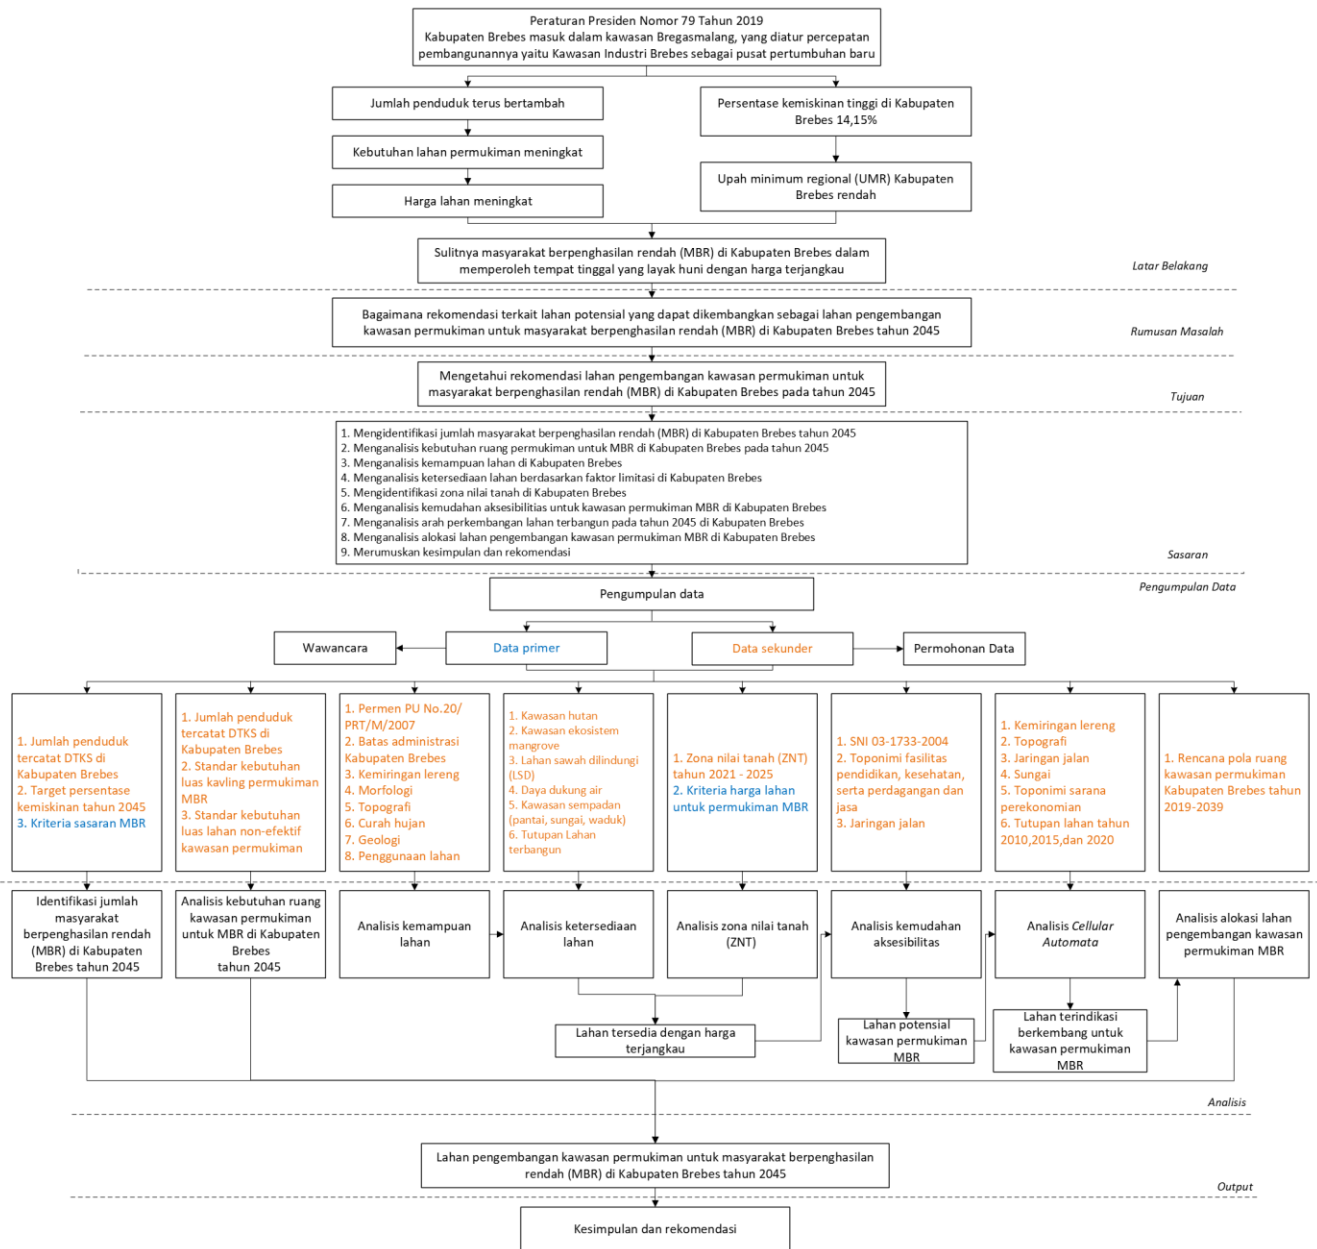 Peraturan Presiden Nomor 79 Tahun 2019
Kabupaten Brebes masuk dalam kawasan Bregasmalang, yang diatur percepatan
pembangunannya yaitu Kawasan Industri Brebes sebagai pusat pertumbuhan baru
Jumlah penduduk terus bertambah
Persentase kemiskinan tinggi di Kabupaten
Brebes 14,15%
Kebutuhan lahan permukiman meningkat
Upah minimum regional (UMR) Kabupaten
Brebes rendah
Harga lahan meningkat
Sulitnya masyarakat berpenghasilan rendah (MBR) di Kabupaten Brebes dalam
memperoleh tempat tinggal yang layak huni dengan harga terjangkau
Latar Belakang
Bagaimana rekomendasi terkait lahan potensial yang dapat dikembangkan sebagai lahan pengembangan
kawasan permukiman untuk masyarakat berpenghasilan rendah (MBR) di Kabupaten Brebes tahun 2045
Rumusan Masalah
Mengetahui rekomendasi lahan pengembangan kawasan permukiman untuk
masyarakat berpenghasilan rendah (MBR) di Kabupaten Brebes pada tahun 2045
Tujuan
1. Mengidentifikasi jumlah masyarakat berpenghasilan rendah (MBR) di Kabupaten Brebes tahun 2045
2. Menganalisis kebutuhan ruang permukiman untuk MBR di Kabupaten Brebes pada tahun 2045
3. Menganalisis kemampuan lahan di Kabupaten Brebes
4. Menganalisis ketersediaan lahan berdasarkan faktor limitasi di Kabupaten Brebes
5. Mengidentifikasi zona nilai tanah di Kabupaten Brebes
6. Menganalisis kemudahan aksesibilitias untuk kawasan permukiman MBR di Kabupaten Brebes
7. Menganalisis arah perkembangan lahan terbangun pada tahun 2045 di Kabupaten Brebes
8. Menganalisis alokasi lahan pengembangan kawasan permukiman MBR di Kabupaten Brebes
9. Merumuskan kesimpulan dan rekomendasi
Sasaran
Pengumpulan Data
Pengumpulan data
Wawancara
Data primer
Data sekunder
Permohonan Data
1. Jumlah penduduk
tercatat DTKS di
Kabupaten Brebes
2. Target persentase
kemiskinan tahun 2045
3. Kriteria sasaran MBR
1. Jumlah penduduk
tercatat DTKS di
Kabupaten Brebes
2. Standar kebutuhan
luas kavling permukiman
MBR
3. Standar kebutuhan
luas lahan non-efektif
kawasan permukiman
1. Permen PU No.20/
PRT/M/2007
2. Batas administrasi
Kabupaten Brebes
3. Kemiringan lereng
4. Morfologi
5. Topografi
6. Curah hujan
7. Geologi
8. Penggunaan lahan
1. Kawasan hutan
2. Kawasan ekosistem
mangrove
3. Lahan sawah dilindungi
(LSD)
4. Daya dukung air
5. Kawasan sempadan
(pantai, sungai, waduk)
6. Tutupan Lahan
terbangun
1. Zona nilai tanah (ZNT)
tahun 2021 - 2025
2. Kriteria harga lahan
untuk permukiman MBR
1. SNI 03-1733-2004
2. Toponimi fasilitas
pendidikan, kesehatan,
serta perdagangan dan
jasa
3. Jaringan jalan
1. Kemiringan lereng
2. Topografi
3. Jaringan jalan
4. Sungai
5. Toponimi sarana
perekonomian
6. Tutupan lahan tahun
2010,2015,dan 2020
1. Rencana pola ruang
kawasan permukiman
Kabupaten Brebes tahun
2019-2039
Identifikasi jumlah
masyarakat
berpenghasilan rendah
(MBR) di Kabupaten
Brebes tahun 2045
Analisis kebutuhan ruang
kawasan permukiman
untuk MBR di Kabupaten
Brebes
tahun 2045
Analisis kemampuan
lahan
Analisis ketersediaan
lahan
Analisis zona nilai tanah
(ZNT)
Analisis kemudahan
aksesibilitas
Analisis Cellular
Automata
Analisis alokasi lahan
pengembangan kawasan
permukiman MBR
Lahan tersedia dengan harga
terjangkau
Lahan potensial
kawasan permukiman
MBR
Lahan terindikasi
berkembang untuk
kawasan permukiman
MBR
Analisis
Lahan pengembangan kawasan permukiman untuk masyarakat berpenghasilan
rendah (MBR) di Kabupaten Brebes tahun 2045
Output
Kesimpulan dan rekomendasi